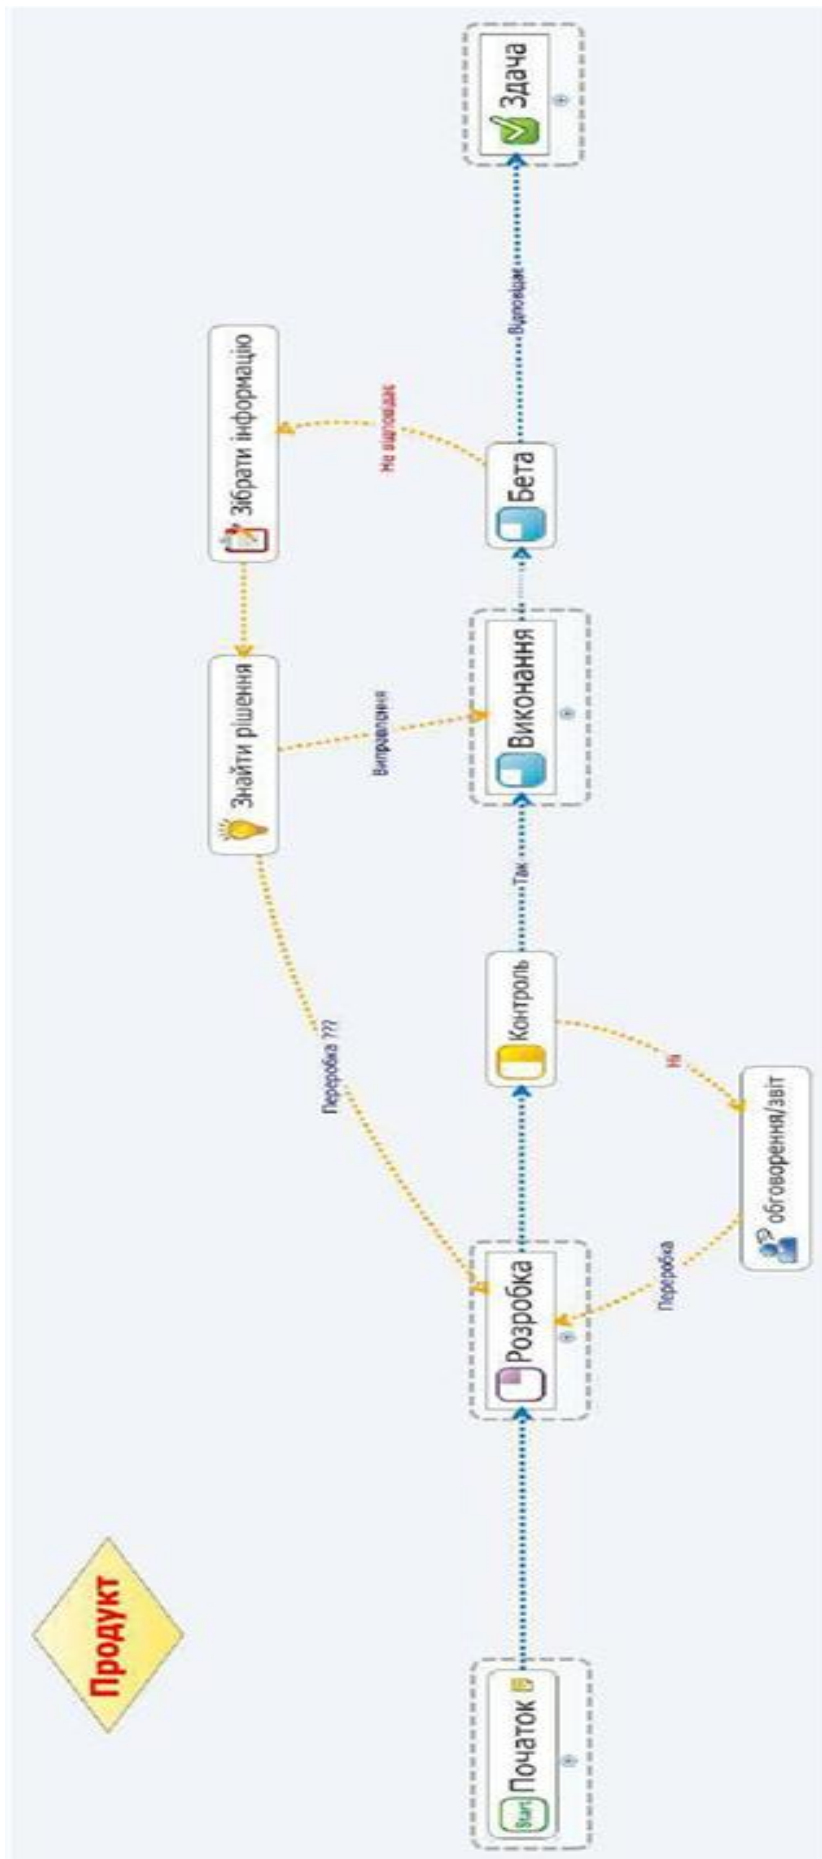 Продукт
Start Початок
Розробка
Контроль
Так
Виконання
Бета
Відповідає
Здача
Ні
обговорення/звіт
Переробка
Не відповідає
Зібрати інформацію
Знайти рішення
Виправлення
Переробка ???